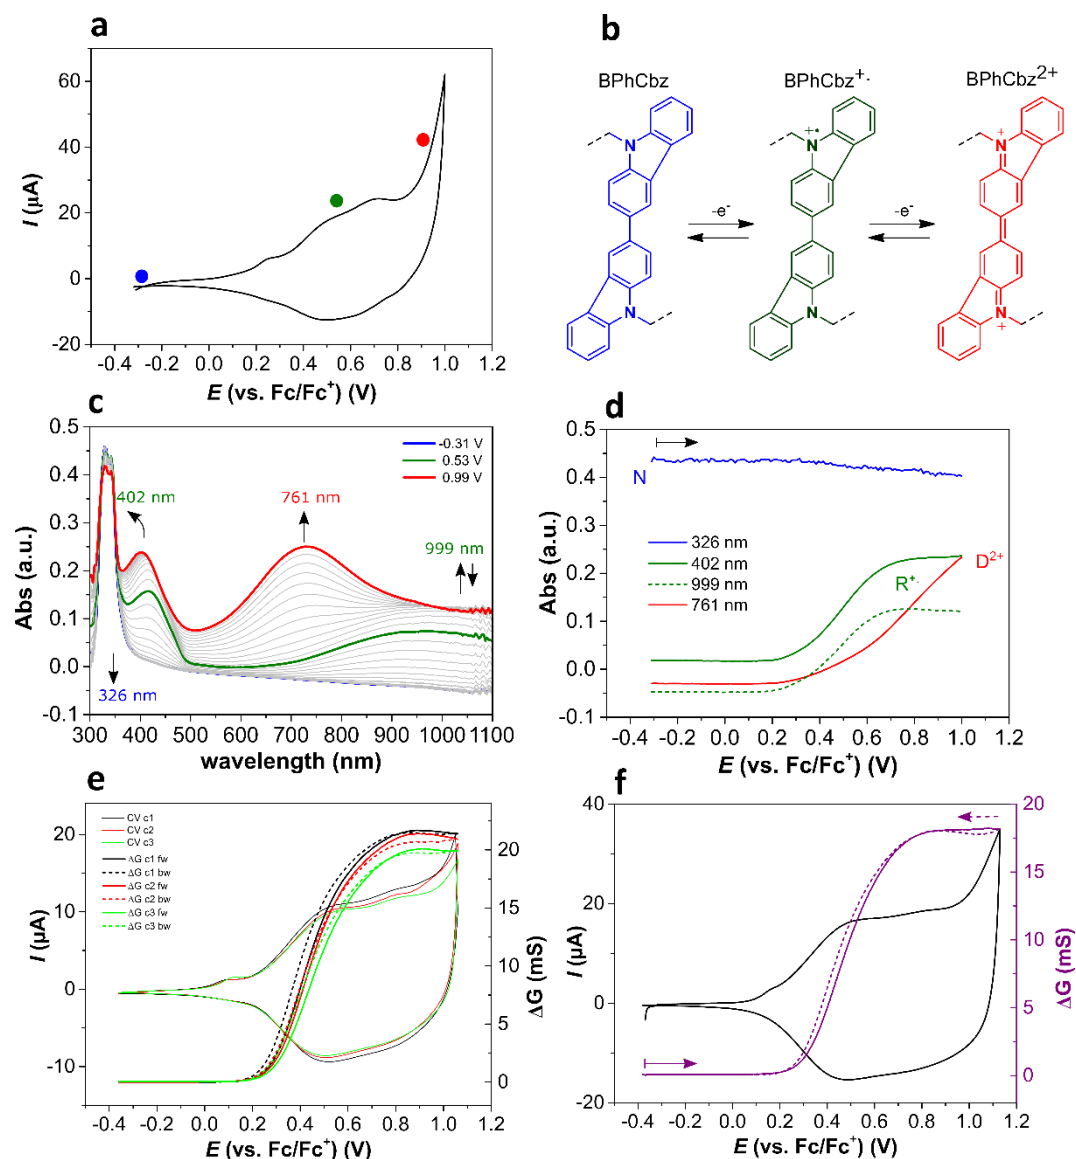 a
60
40
20
0
-20
I (µA)
-0.4 -0.2 0.0 0.2 0.4 0.6 0.8 1.0 1.2
E (vs. Fc/Fc+) (V)
b
BPhCbz
BPhCbz+·
BPhCbz2+
N
N
-e-
+•
N
N
-e-
+
N
N
+
c
0.5
0.4
0.3
0.2
0.1
0.0
-0.1
Abs (a.u.)
-0.31 V
0.53 V
0.99 V
402 nm
761 nm
999 nm
326 nm
300 400 500 600 700 800 900 1000 1100
wavelength (nm)
d
0.5
0.4
0.3
0.2
0.1
0.0
-0.1
Abs (a.u.)
N
326 nm
402 nm
999 nm
761 nm
R+·
D2+
-0.4 -0.2 0.0 0.2 0.4 0.6 0.8 1.0 1.2
E (vs. Fc/Fc+) (V)
e
CV c1
CV c2
CV c3
ΔG c1 fw
ΔG c1 bw
ΔG c2 fw
ΔG c2 bw
ΔG c3 fw
ΔG c3 bw
20
10
0
-10
I (µA)
20
15
10
5
0
ΔG (mS)
-0.4 -0.2 0.0 0.2 0.4 0.6 0.8 1.0 1.2
E (vs. Fc/Fc+) (V)
f
40
20
0
-20
I (µA)
20
15
10
5
0
ΔG (mS)
-0.4 -0.2 0.0 0.2 0.4 0.6 0.8 1.0 1.2
E (vs. Fc/Fc+) (V)